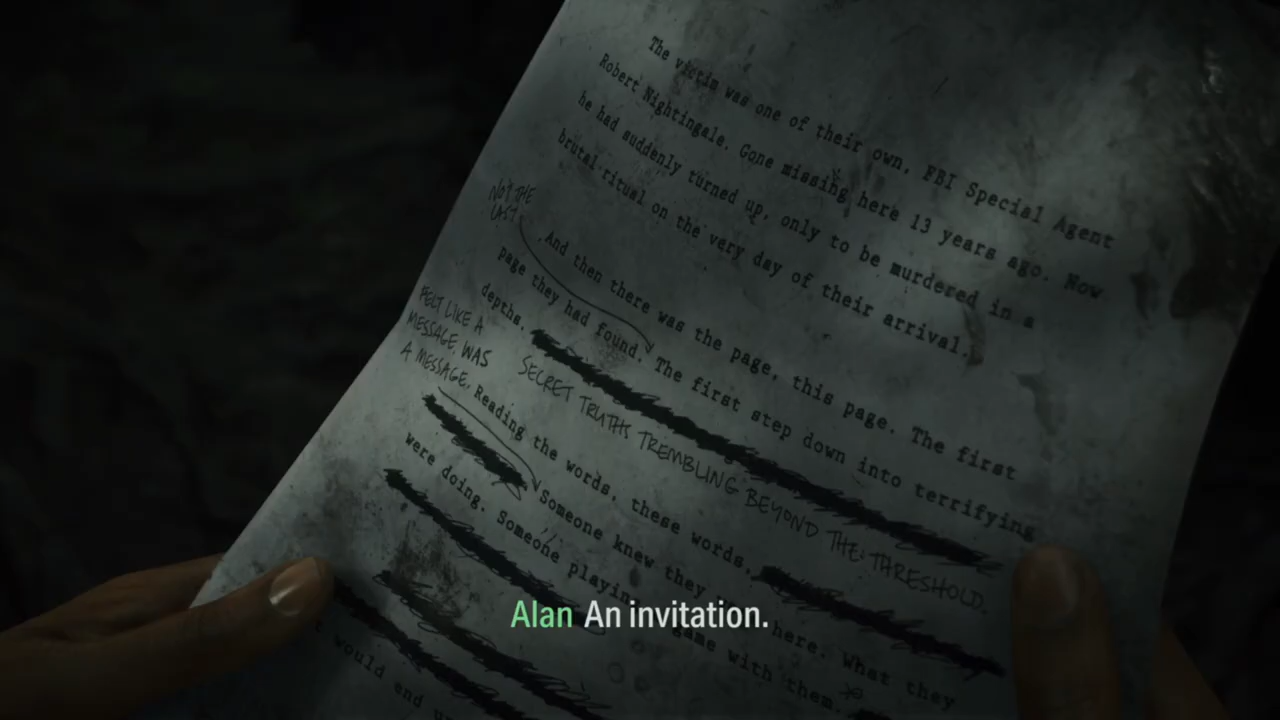 The victim was one of their own, FBI Special Agent
Robert Nightingale. Gone missing here 13 years ago. Now
he had suddenly turned up, only to be murdered in a
brutal ritual on the very day of their arrival.
NOT THE
LAST
And then there was the page, this page. The first
page they had found. The first step down into terrifying
depths.
SECRET TRUTHS TREMBLING BEYOND THE THRESHOLD.
FELT LIKE A
MESSAGE, WAS
A MESSAGE.
Reading the words, these words,
Someone knew they here. What they
were doing. Someone playin game with them.
would end
Alan An invitation.